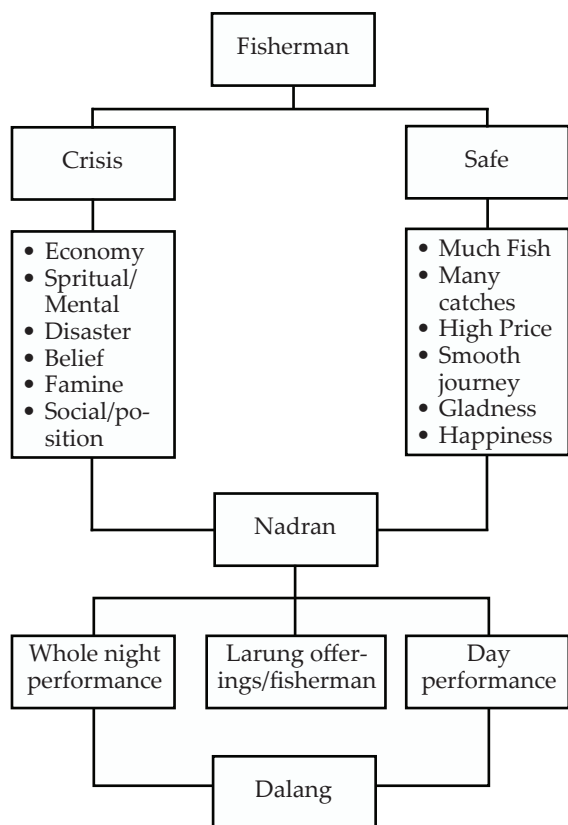 Fisherman
Crisis
Safe
• Economy
• Spritual/
Mental
• Disaster
• Belief
• Famine
• Social/po-
sition
• Much Fish
• Many
catches
• High Price
• Smooth
journey
• Gladness
• Happiness
Nadran
Whole night
performance
Larung offer-
ings/fisherman
Day
performance
Dalang